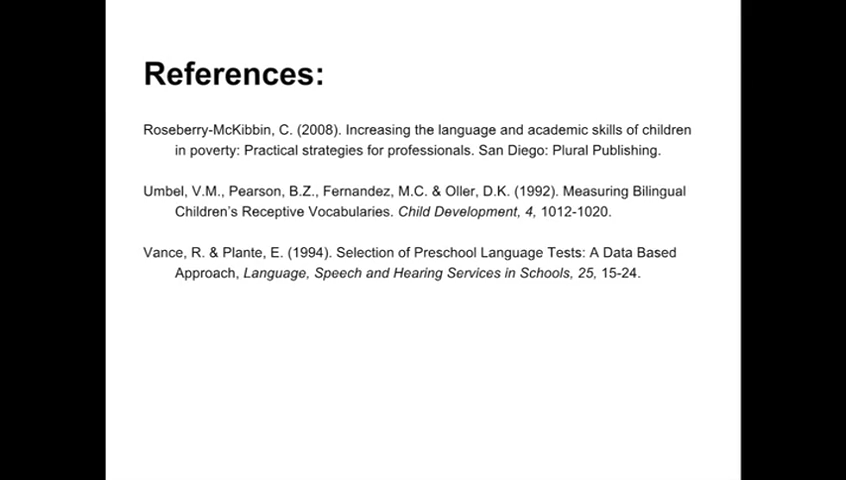 References:
Roseberry-McKibbin, C. (2008). Increasing the language and academic skills of children
in poverty: Practical strategies for professionals. San Diego: Plural Publishing.
Umbel, V.M., Pearson, B.Z., Fernandez, M.C. & Oller, D.K. (1992). Measuring Bilingual
Children's Receptive Vocabularies. Child Development, 4, 1012-1020.
Vance, R. & Plante, E. (1994). Selection of Preschool Language Tests: A Data Based
Approach, Language, Speech and Hearing Services in Schools, 25, 15-24.